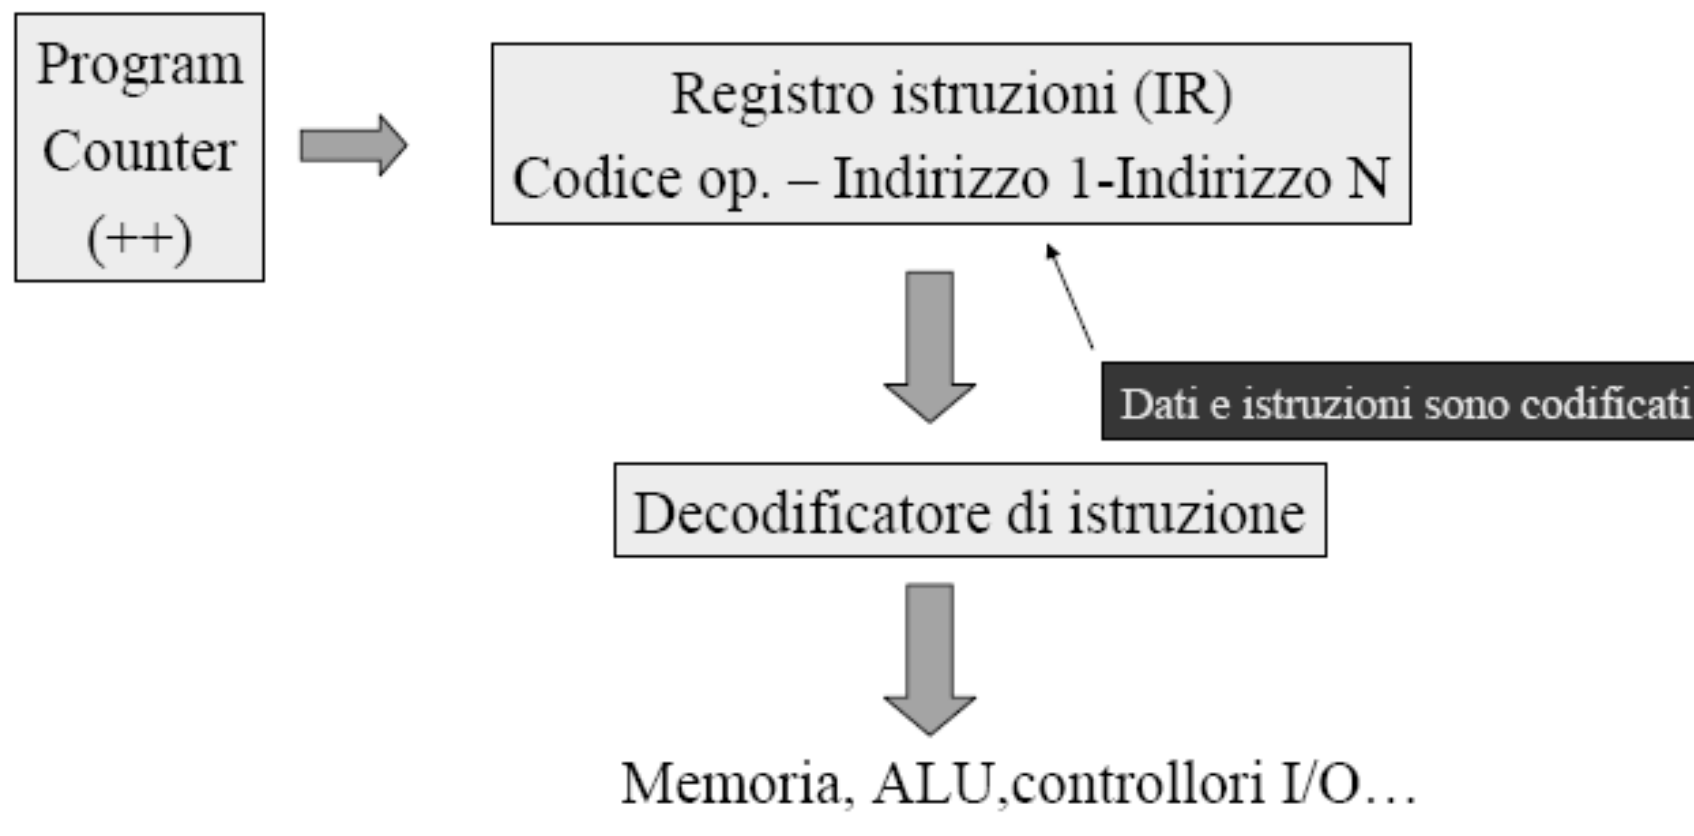 Program
Counter
(++)
Registro istruzioni (IR)
Codice op. – Indirizzo 1-Indirizzo N
Dati e istruzioni sono codificati
Decodificatore di istruzione
Memoria, ALU,controllori I/O…